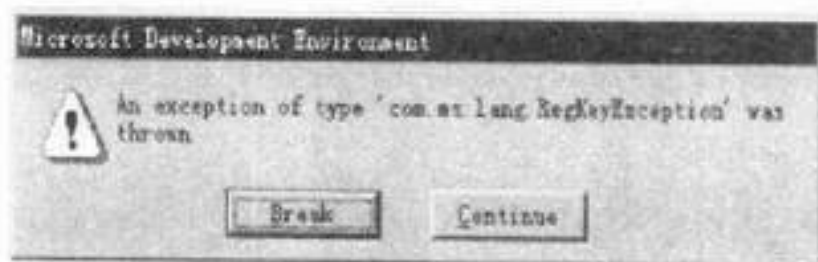 Microsoft Development Environment
An exception of type 'com.ms.lang.RegKeyException' was
thrown
Break
Continue